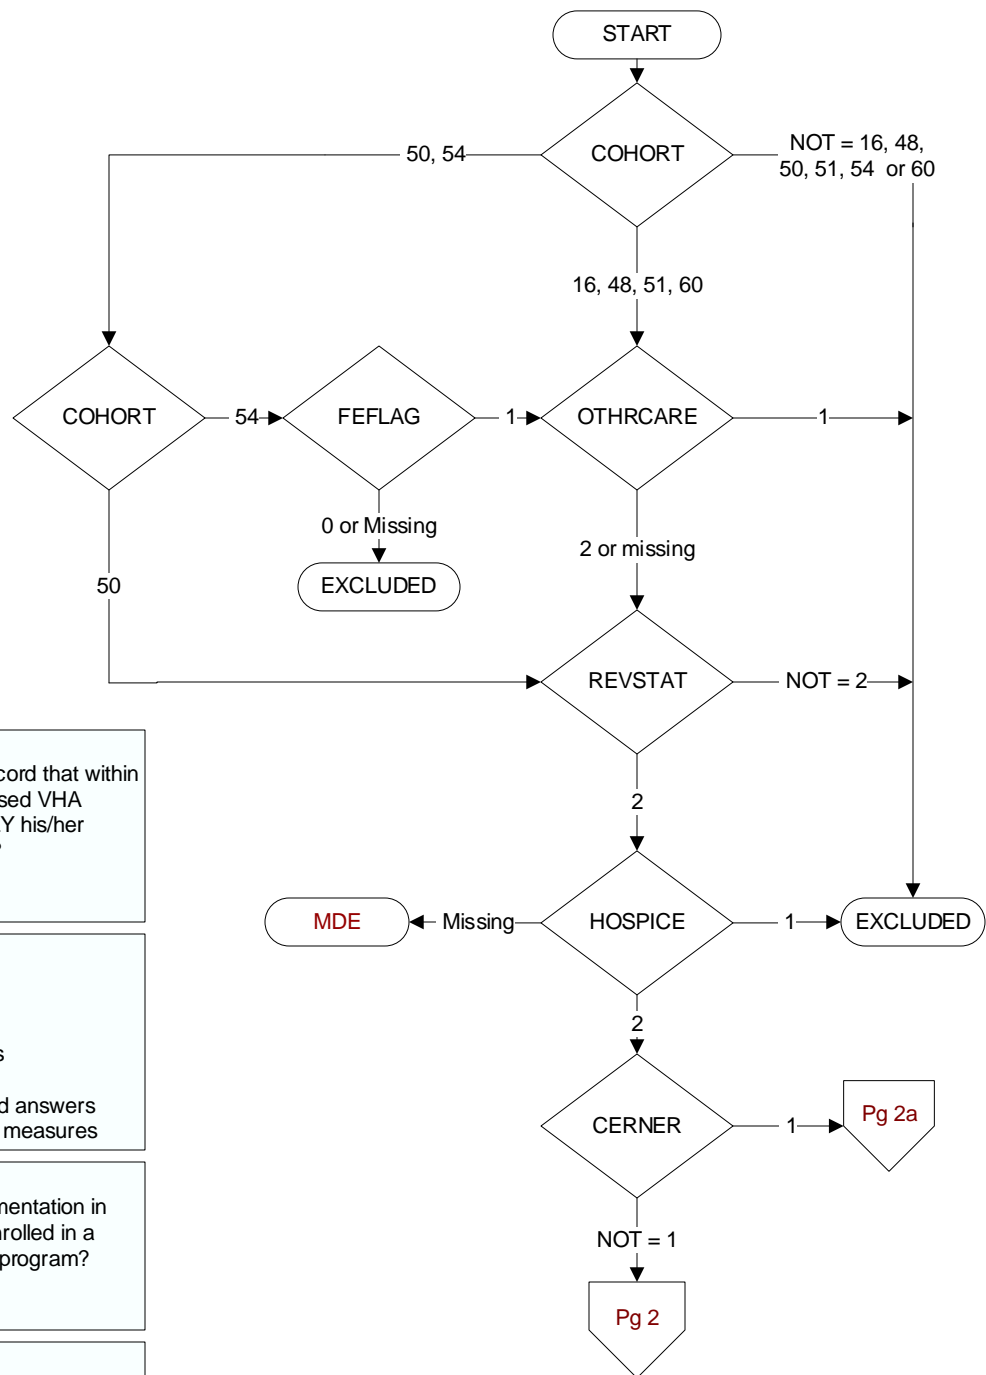 START
COHORT
50, 54
NOT = 16, 48,
50, 51, 54 or 60
16, 48, 51, 60
COHORT
54
FEFLAG
1
OTHRCARE
1
0 or Missing
EXCLUDED
2 or missing
50
REVSTAT
NOT = 2
2
cord that within
sed VHA
Y his/her
?
MDE
Missing
HOSPICE
1
EXCLUDED
2
s
d answers
measures
CERNER
1
Pg 2a
mentation in
nrolled in a
program?
NOT = 1
Pg 2